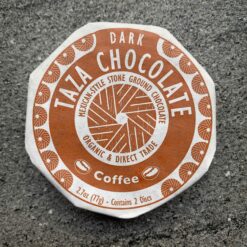 DARK
TAZA CHOCOLATE
MEXICAN-STYLE STONE GROUND CHOCOLATE
ORGANIC & DIRECT TRADE
Coffee
2.7oz (77g) - Contains 2 Discs